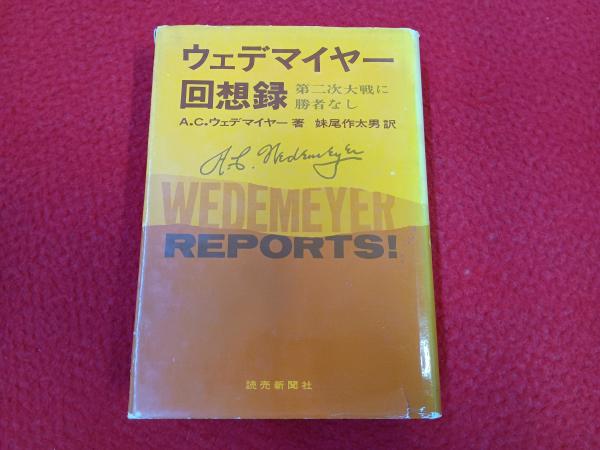 ウェデマイヤー
回想録 第二次大戦に
勝者なし
A.C.ウェデマイヤー 著 妹尾作太男 訳
A.C. Wedemeyer
WEDEMEYER
REPORTS!
読売新聞社